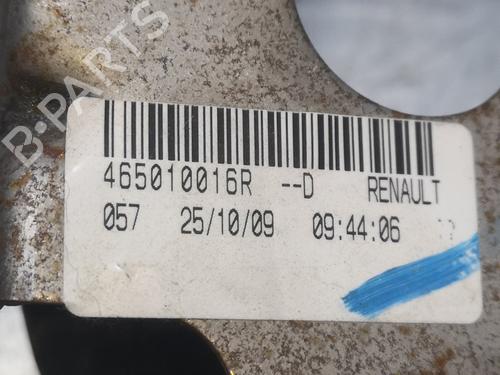 B-PARTS
465010016R --D RENAULT
057 25/10/09 09:44:06